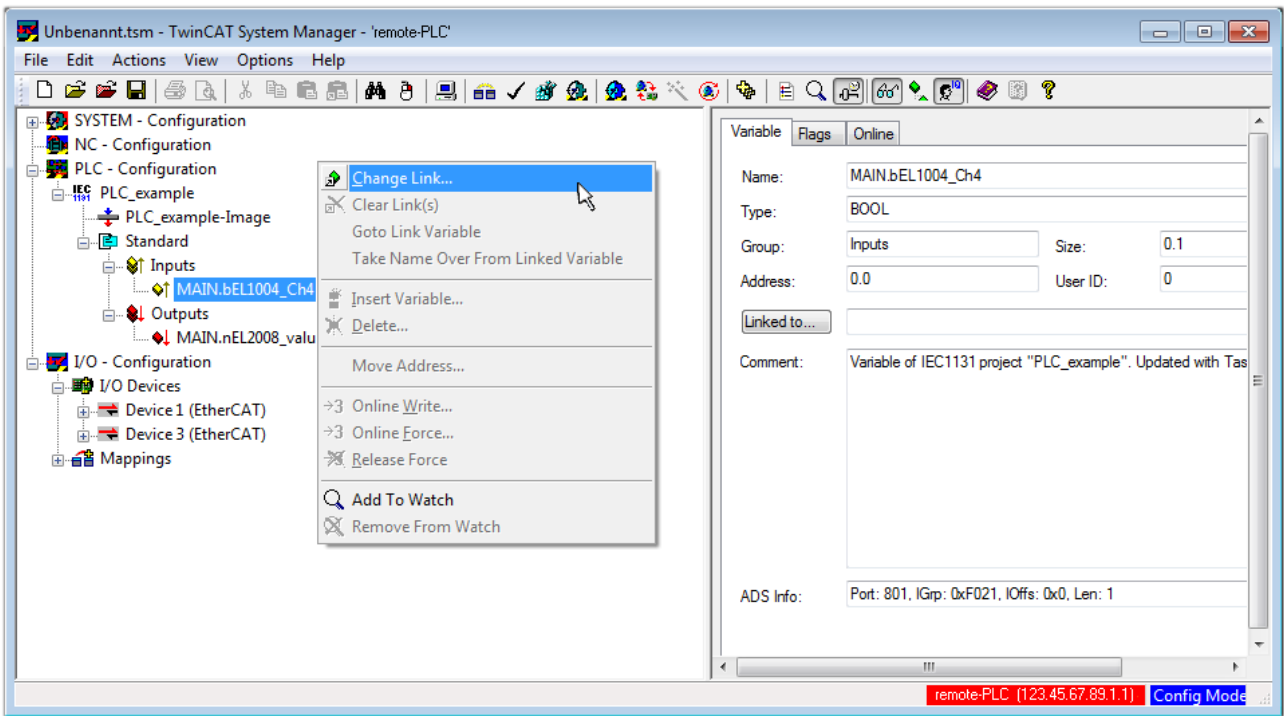 Unbenannt.tsm - TwinCAT System Manager - 'remote-PLC'
File Edit Actions View Options Help
SYSTEM - Configuration
NC - Configuration
PLC - Configuration
IEC 1131 PLC_example
PLC_example-Image
Standard
Inputs
MAIN.bEL1004_Ch4
Outputs
MAIN.nEL2008_valu
I/O - Configuration
I/O Devices
Device 1 (EtherCAT)
Device 3 (EtherCAT)
Mappings
Change Link...
Clear Link(s)
Goto Link Variable
Take Name Over From Linked Variable
Insert Variable...
Delete...
Move Address...
Online Write...
Online Force...
Release Force
Add To Watch
Remove From Watch
Variable Flags Online
Name: MAIN.bEL1004_Ch4
Type: BOOL
Group: Inputs Size: 0.1
Address: 0.0 User ID: 0
Linked to...
Comment: Variable of IEC1131 project "PLC_example". Updated with Tas
ADS Info: Port: 801, IGrp: 0xF021, IOffs: 0x0, Len: 1
remote-PLC (123.45.67.89.1.1) Config Mode